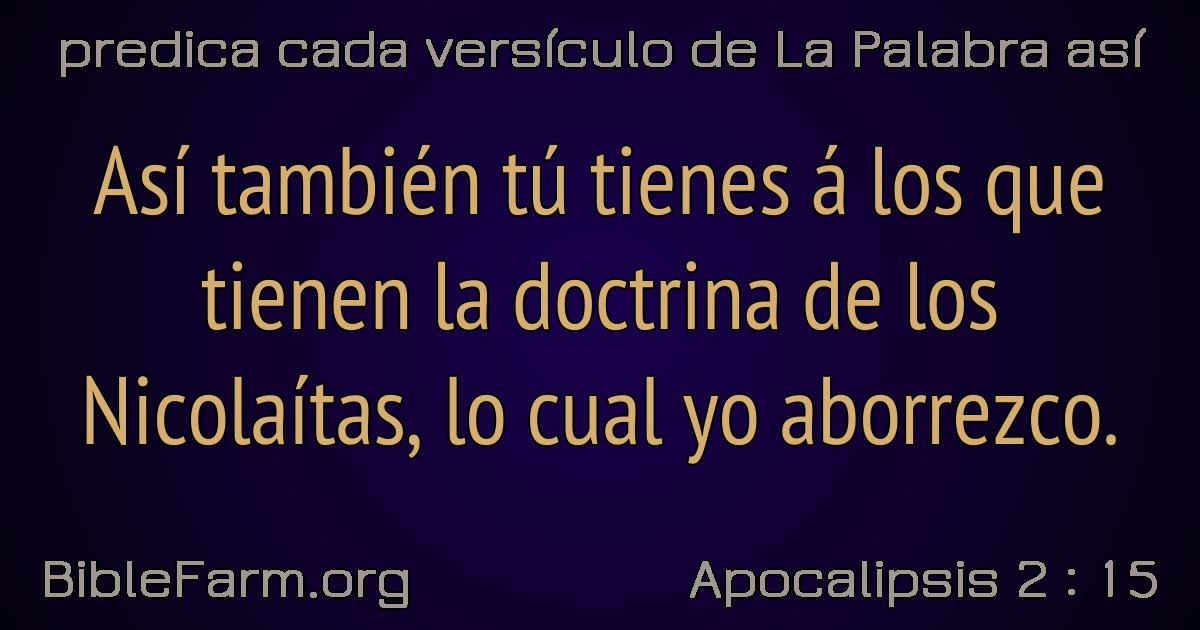 predica cada versículo de La Palabra así
Así también tú tienes á los que
tienen la doctrina de los
Nicolaítas, lo cual yo aborrezco.
BibleFarm.org
Apocalipsis 2 : 15